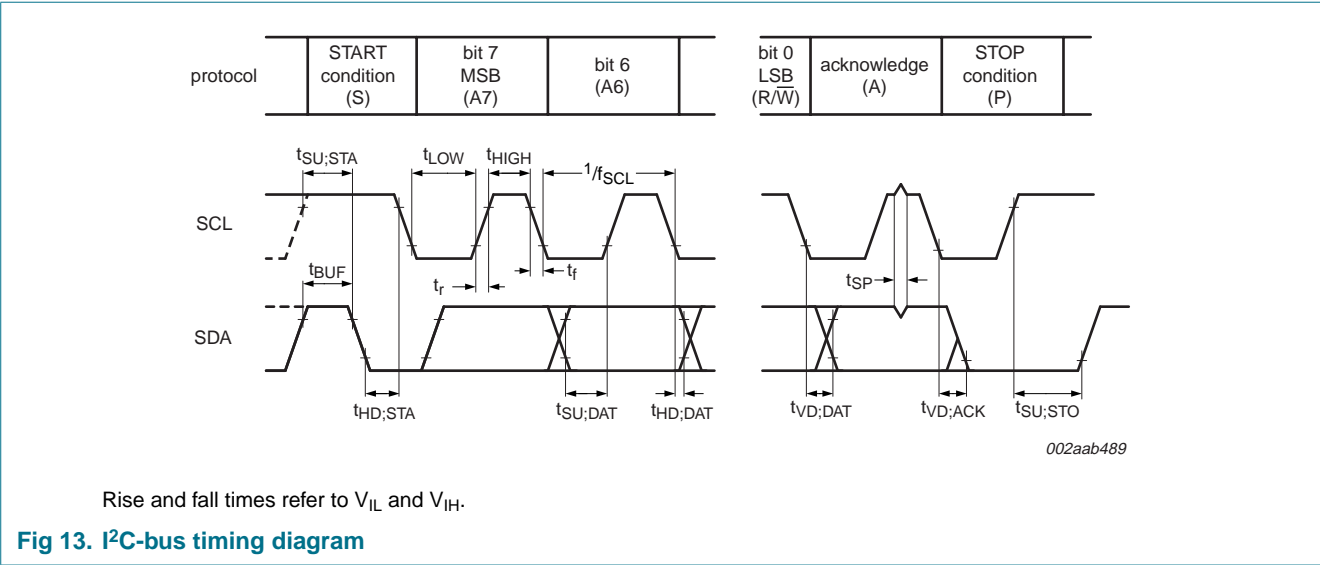 protocol
START condition (S)
bit 7 MSB (A7)
bit 6 (A6)
bit 0 LSB (R/W̅)
acknowledge (A)
STOP condition (P)
tSU;STA
tLOW
tHIGH
1/fSCL
SCL
tBUF
tr
tf
tSP
SDA
tHD;STA
tSU;DAT
tHD;DAT
tVD;DAT
tVD;ACK
tSU;STO
002aab489
Rise and fall times refer to VIL and VIH.
Fig 13. I²C-bus timing diagram